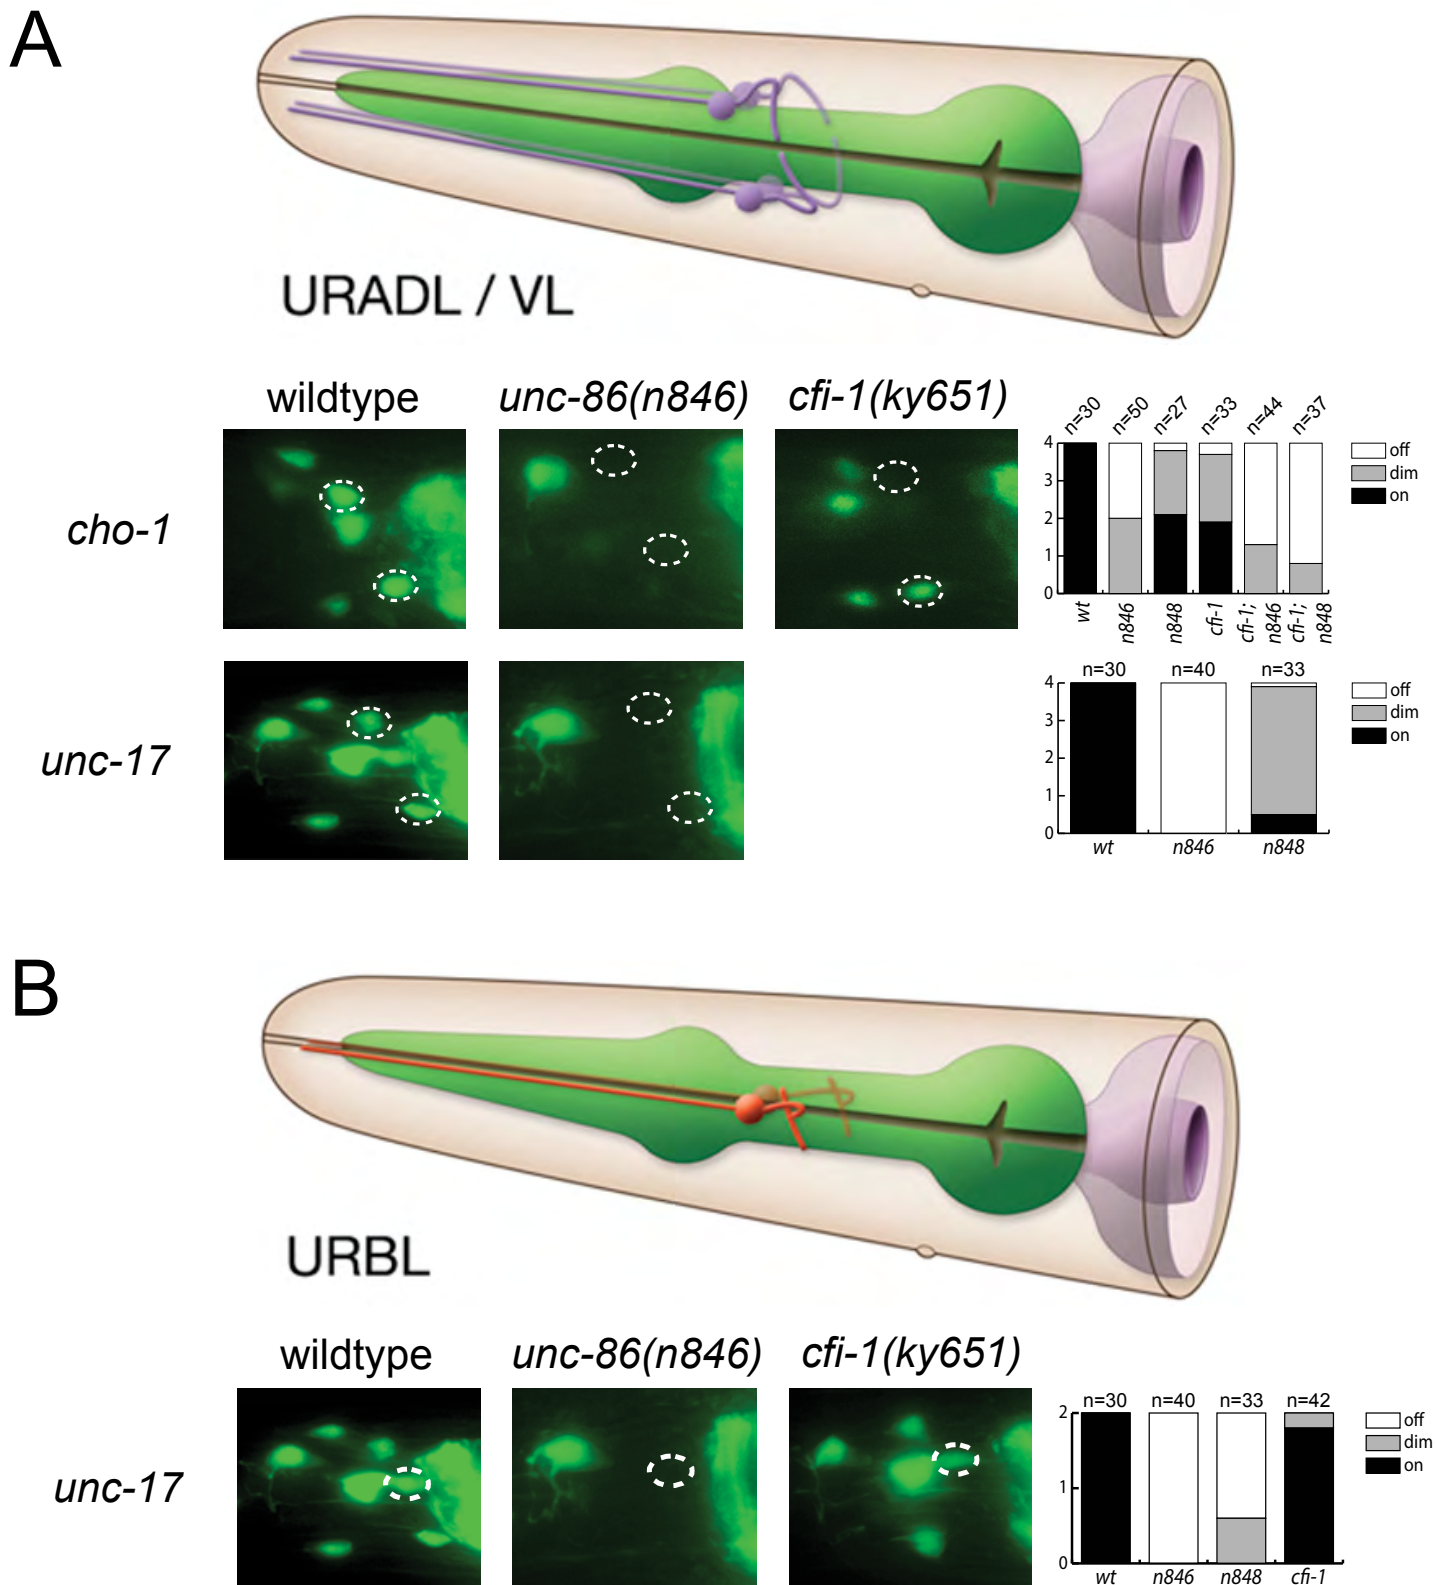 A
URADL / VL
wildtype unc-86(n846) cfi-1(ky651)
cho-1
n=30 n=50 n=27 n=33 n=44 n=37
4
3
2
1
0
off
dim
on
wt n846 n848 cfi-1 cfi-1; n846 cfi-1; n848
unc-17
n=30 n=40 n=33
4
3
2
1
0
off
dim
on
wt n846 n848
B
URBL
wildtype unc-86(n846) cfi-1(ky651)
unc-17
n=30 n=40 n=33 n=42
2
1
0
off
dim
on
wt n846 n848 cfi-1